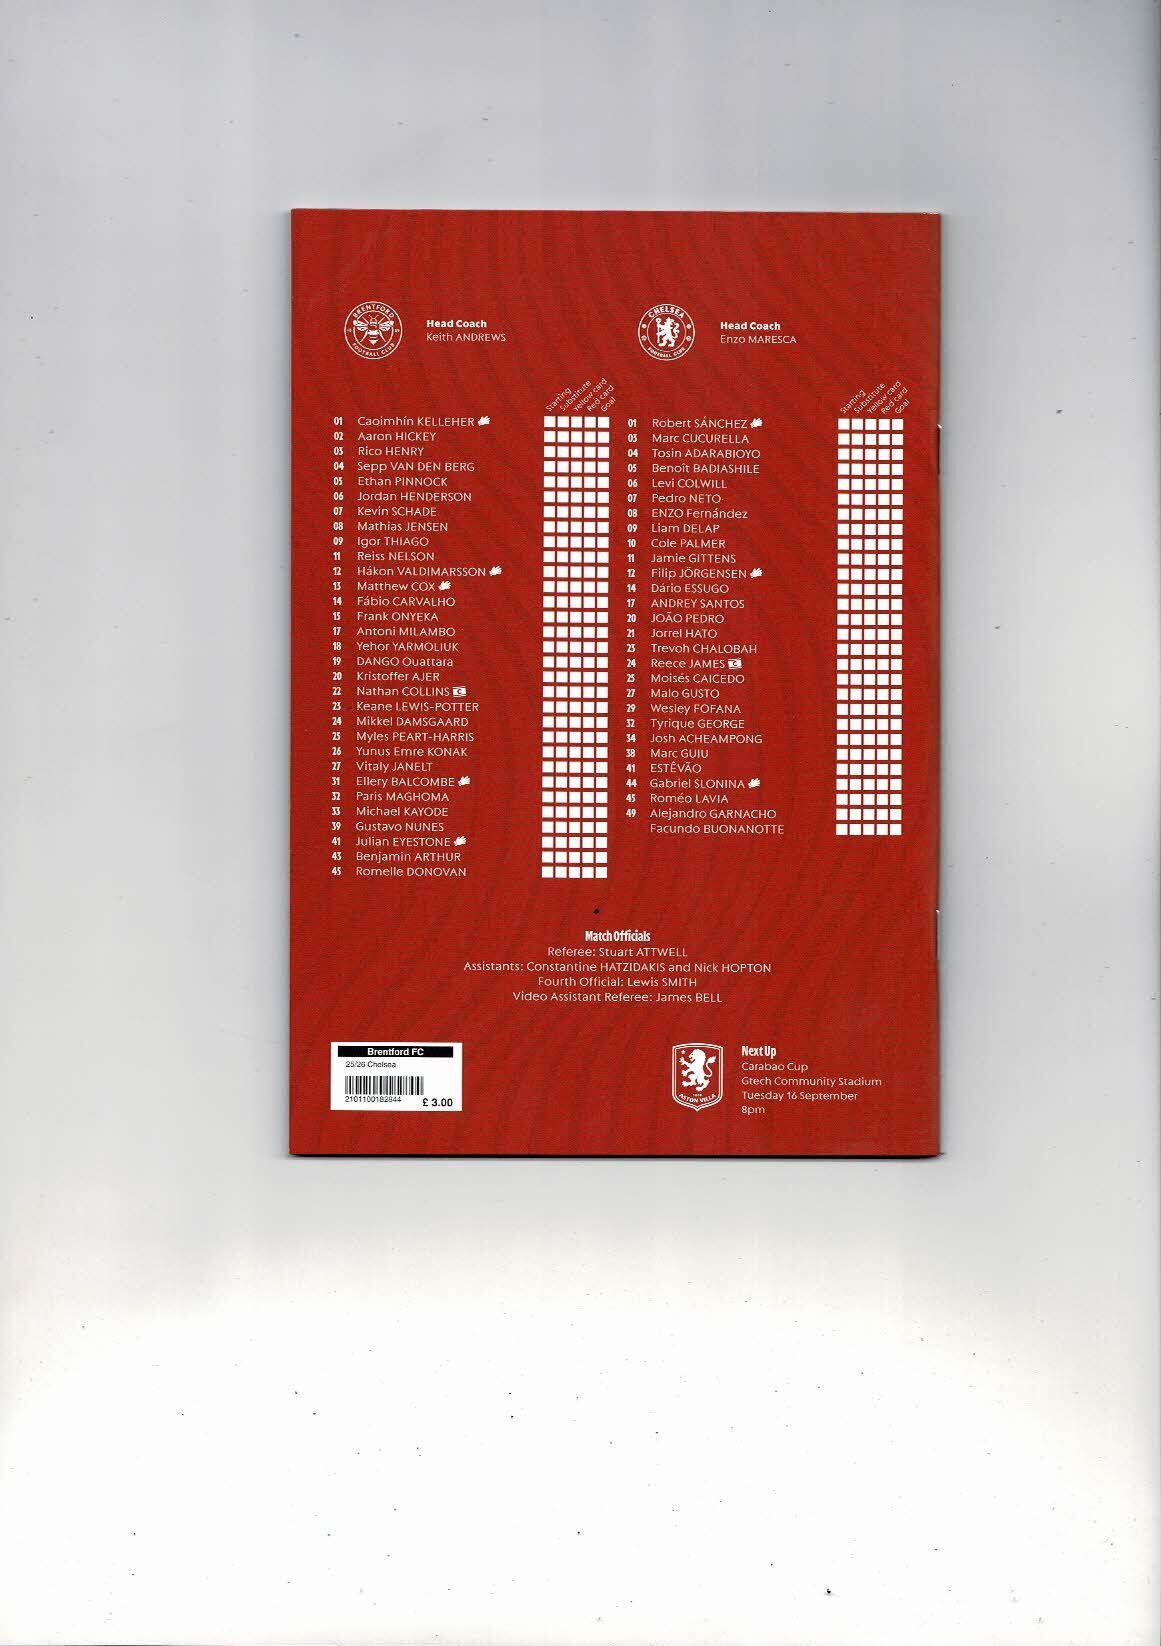 BRENTFORD
FOOTBALL CLUB
Head Coach
Keith ANDREWS
Starting
Substitute
Yellow card
Red card
Goal
01 Caoimhín KELLEHER
02 Aaron HICKEY
03 Rico HENRY
04 Sepp VAN DEN BERG
05 Ethan PINNOCK
06 Jordan HENDERSON
07 Kevin SCHADE
08 Mathias JENSEN
09 Igor THIAGO
11 Reiss NELSON
12 Hákon VALDIMARSSON
13 Matthew COX
14 Fábio CARVALHO
15 Frank ONYEKA
17 Antoni MILAMBO
18 Yehor YARMOLIUK
19 DANGO Ouattara
20 Kristoffer AJER
22 Nathan COLLINS C
23 Keane LEWIS-POTTER
24 Mikkel DAMSGAARD
25 Myles PEART-HARRIS
26 Yunus Emre KONAK
27 Vitaly JANELT
31 Ellery BALCOMBE
32 Paris MAGHOMA
33 Michael KAYODE
39 Gustavo NUNES
41 Julian EYESTONE
43 Benjamin ARTHUR
45 Romelle DONOVAN
CHELSEA
FOOTBALL CLUB
Head Coach
Enzo MARESCA
Starting
Substitute
Yellow card
Red card
Goal
01 Robert SÁNCHEZ
03 Marc CUCURELLA
04 Tosin ADARABIOYO
05 Benoît BADIASHILE
06 Levi COLWILL
07 Pedro NETO
08 ENZO Fernández
09 Liam DELAP
10 Cole PALMER
11 Jamie GITTENS
12 Filip JÖRGENSEN
14 Dário ESSUGO
17 ANDREY SANTOS
20 JOÃO PEDRO
21 Jorrel HATO
23 Trevoh CHALOBAH
24 Reece JAMES C
25 Moisés CAICEDO
27 Malo GUSTO
29 Wesley FOFANA
32 Tyrique GEORGE
34 Josh ACHEAMPONG
38 Marc GUIU
41 ESTÊVÃO
44 Gabriel SLONINA
45 Roméo LAVIA
49 Alejandro GARNACHO
Facundo BUONANOTTE
Match Officials
Referee: Stuart ATTWELL
Assistants: Constantine HATZIDAKIS and Nick HOPTON
Fourth Official: Lewis SMITH
Video Assistant Referee: James BELL
Brentford FC
25/26 Chelsea
2101100182844
£ 3.00
ASTON VILLA
Next Up
Carabao Cup
Gtech Community Stadium
Tuesday 16 September
8pm